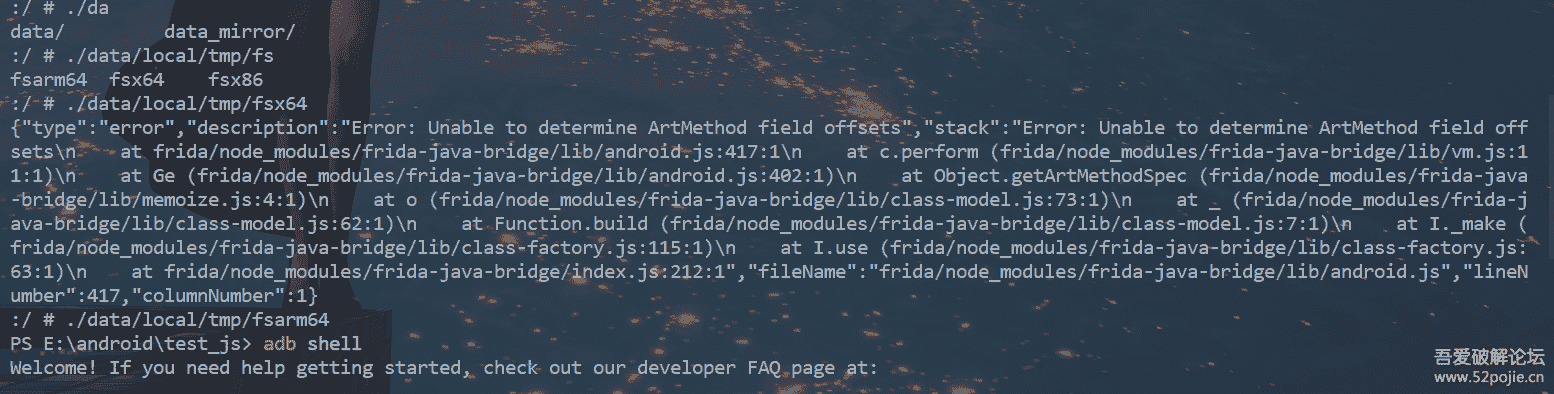 :/ # ./da
data/         data_mirror/
:/ # ./data/local/tmp/fs
fsarm64  fsx64    fsx86
:/ # ./data/local/tmp/fsx64
{"type":"error","description":"Error: Unable to determine ArtMethod field offsets","stack":"Error: Unable to determine ArtMethod field off
sets\n    at frida/node_modules/frida-java-bridge/lib/android.js:417:1\n    at c.perform (frida/node_modules/frida-java-bridge/lib/vm.js:1
1:1)\n    at Ge (frida/node_modules/frida-java-bridge/lib/android.js:402:1)\n    at Object.getArtMethodSpec (frida/node_modules/frida-java
-bridge/lib/memoize.js:4:1)\n    at o (frida/node_modules/frida-java-bridge/lib/class-model.js:73:1)\n    at _ (frida/node_modules/frida-j
ava-bridge/lib/class-model.js:62:1)\n    at Function.build (frida/node_modules/frida-java-bridge/lib/class-model.js:7:1)\n    at I._make (
frida/node_modules/frida-java-bridge/lib/class-factory.js:115:1)\n    at I.use (frida/node_modules/frida-java-bridge/lib/class-factory.js:
63:1)\n    at frida/node_modules/frida-java-bridge/index.js:212:1","fileName":"frida/node_modules/frida-java-bridge/lib/android.js","lineN
umber":417,"columnNumber":1}
:/ # ./data/local/tmp/fsarm64
PS E:\android\test_js> adb shell
Welcome! If you need help getting started, check out our developer FAQ page at:
吾爱破解论坛
www.52pojie.cn